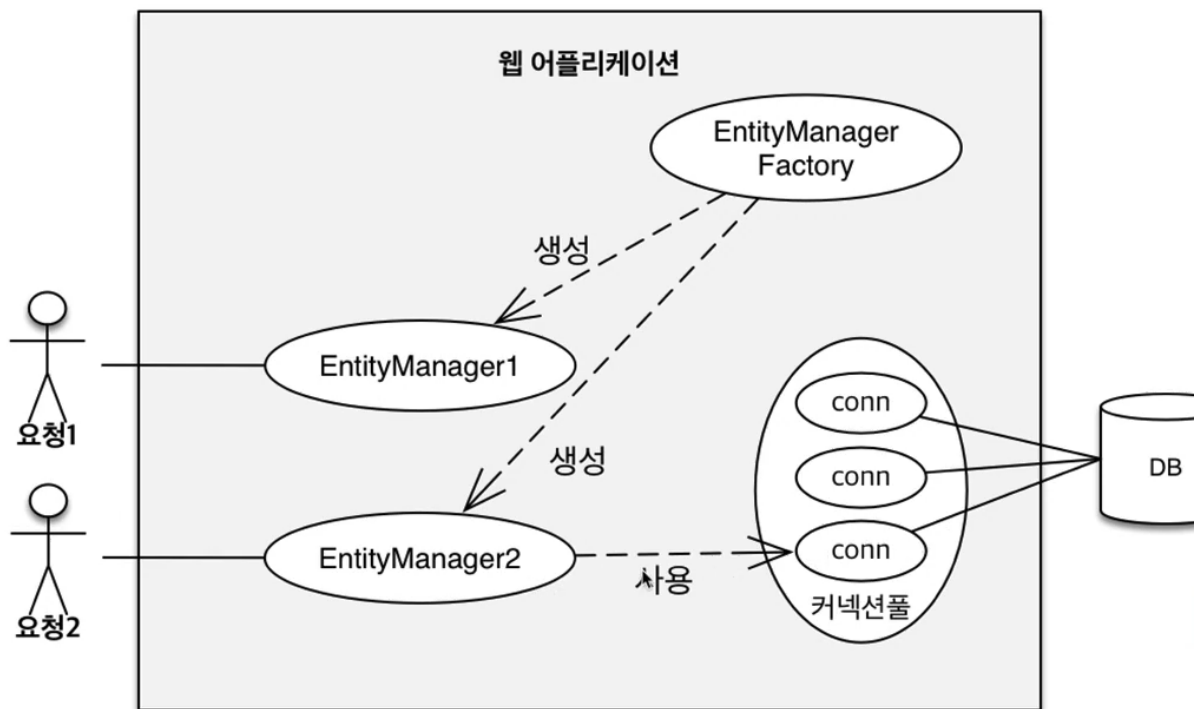 웹 어플리케이션
EntityManager
Factory
생성
EntityManager1
요청1
conn
conn
DB
생성
EntityManager2
사용
conn
커넥션풀
요청2